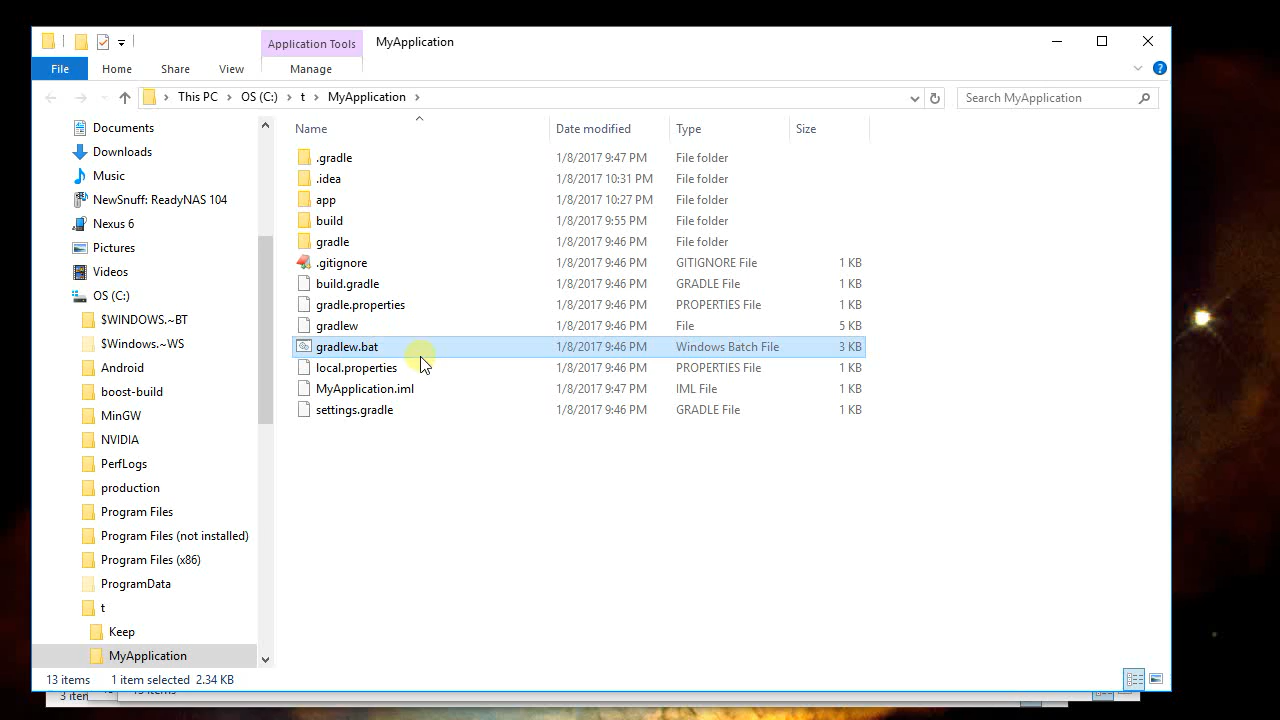 Application Tools MyApplication
File Home Share View Manage
This PC OS (C:) t MyApplication
Search MyApplication
Name Date modified Type Size
Documents
Downloads
Music
NewSnuff: ReadyNAS 104
Nexus 6
Pictures
Videos
OS (C:)
$WINDOWS.~BT
$Windows.~WS
Android
boost-build
MinGW
NVIDIA
PerfLogs
production
Program Files
Program Files (not installed)
Program Files (x86)
ProgramData
t
Keep
MyApplication
.gradle 1/8/2017 9:47 PM File folder
.idea 1/8/2017 10:31 PM File folder
app 1/8/2017 10:27 PM File folder
build 1/8/2017 9:55 PM File folder
gradle 1/8/2017 9:46 PM File folder
.gitignore 1/8/2017 9:46 PM GITIGNORE File 1 KB
build.gradle 1/8/2017 9:46 PM GRADLE File 1 KB
gradle.properties 1/8/2017 9:46 PM PROPERTIES File 1 KB
gradlew 1/8/2017 9:46 PM File 5 KB
gradlew.bat 1/8/2017 9:46 PM Windows Batch File 3 KB
local.properties 1/8/2017 9:46 PM PROPERTIES File 1 KB
MyApplication.iml 1/8/2017 9:47 PM IML File 1 KB
settings.gradle 1/8/2017 9:46 PM GRADLE File 1 KB
13 items 1 item selected 2.34 KB